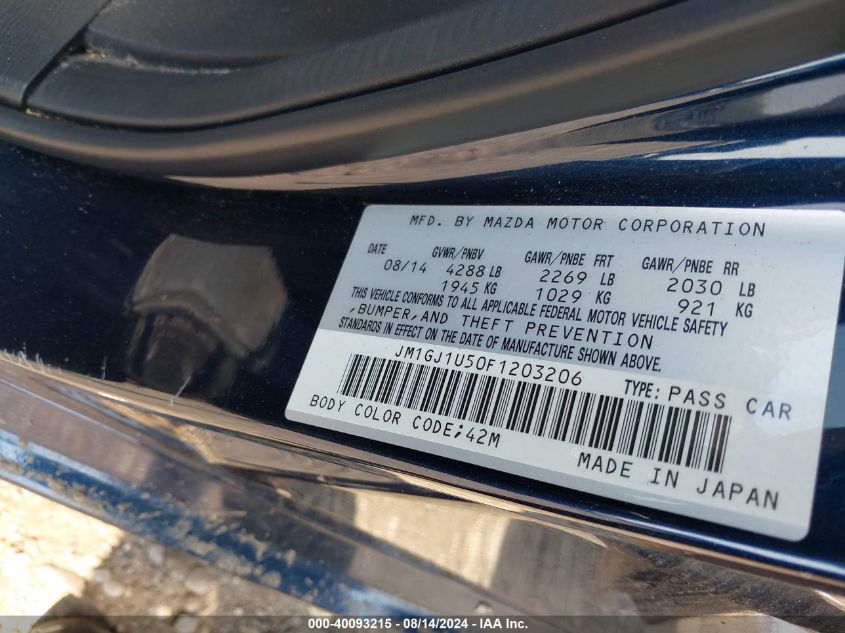 MFD. BY MAZDA MOTOR CORPORATION
DATE GVWR/PNBV GAWR/PNBE FRT GAWR/PNBE RR
08/14 4288 LB 2269 LB 2030 LB
1945 KG 1029 KG 921 KG
THIS VEHICLE CONFORMS TO ALL APPLICABLE FEDERAL MOTOR VEHICLE SAFETY
,BUMPER,AND THEFT PREVENTION
STANDARDS IN EFFECT ON THE DATE OF MANUFACTURE SHOWN ABOVE.
JM1GJ1U50F1203206 TYPE: PASS CAR
BODY COLOR CODE;42M
MADE IN JAPAN
000-40093215 - 08/14/2024 - IAAI.com